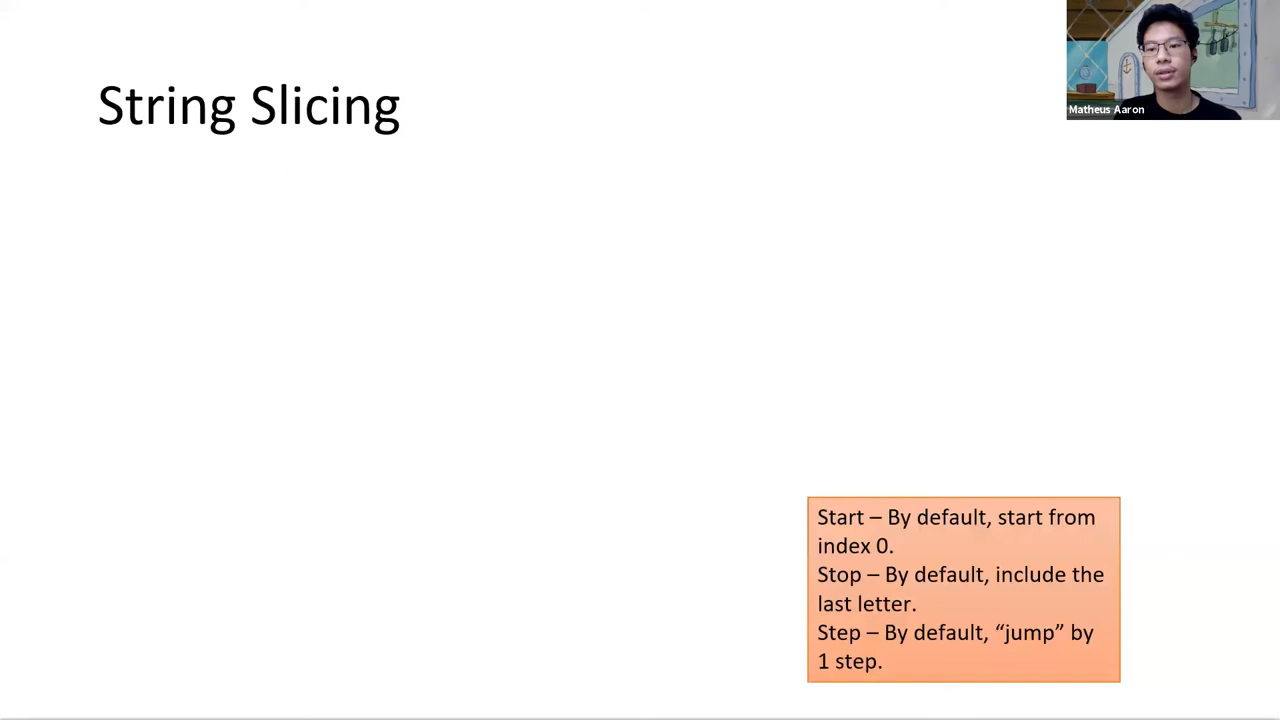 String Slicing
Matheus Aaron
Start – By default, start from
index 0.
Stop – By default, include the
last letter.
Step – By default, “jump” by
1 step.